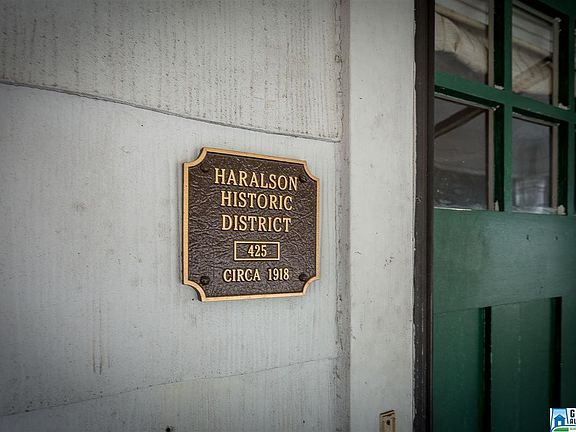 HARALSON
HISTORIC
DISTRICT
425
CIRCA 1918